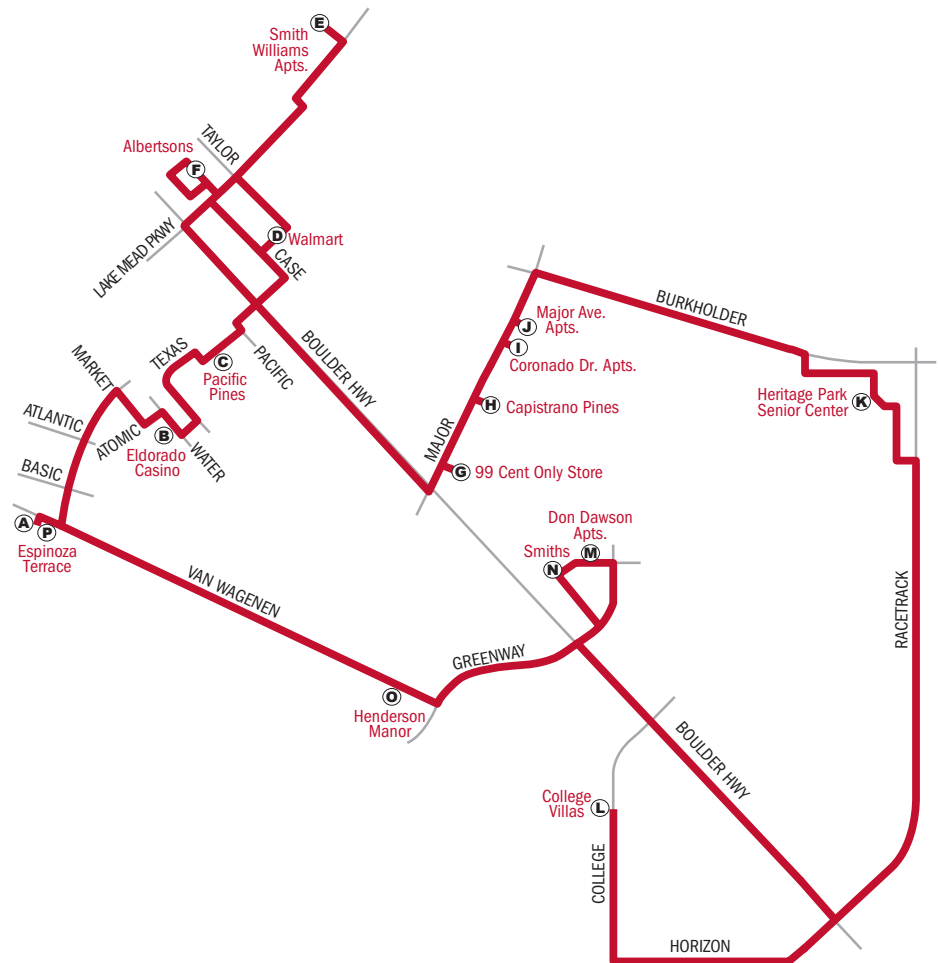 E
Smith
Williams
Apts.
TAYLOR
Albertsons
F
LAKE MEAD PKWY
D
Walmart
CASE
BURKHOLDER
J
Major Ave.
Apts.
I
Coronado Dr. Apts.
TEXAS
C
Pacific
Pines
PACIFIC
BOULDER HWY
MARKET
H
Capistrano Pines
K
Heritage Park
Senior Center
ATLANTIC
ATOMIC
B
Eldorado
Casino
WATER
MAJOR
G
99 Cent Only Store
BASIC
A
P
Espinoza
Terrace
Don Dawson
Apts.
M
Smiths
N
VAN WAGENEN
RACETRACK
GREENWAY
O
Henderson
Manor
BOULDER HWY
College
Villas
L
COLLEGE
HORIZON